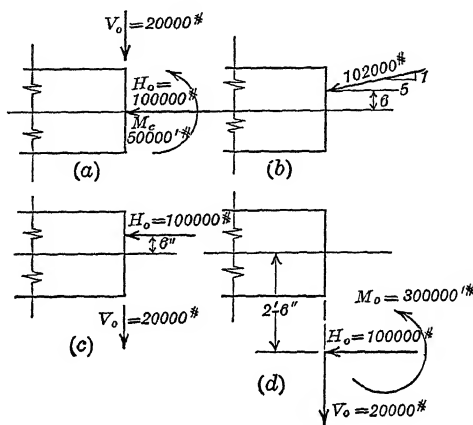 V₀=20000#
H₀=
100000#
M_c
50000'#
(a)
102000#
1
5
6
(b)
H₀=100000#
6"
V₀=20000#
(c)
2'-6"
M₀=300000'#
H₀=100000#
(d)
V₀=20000#